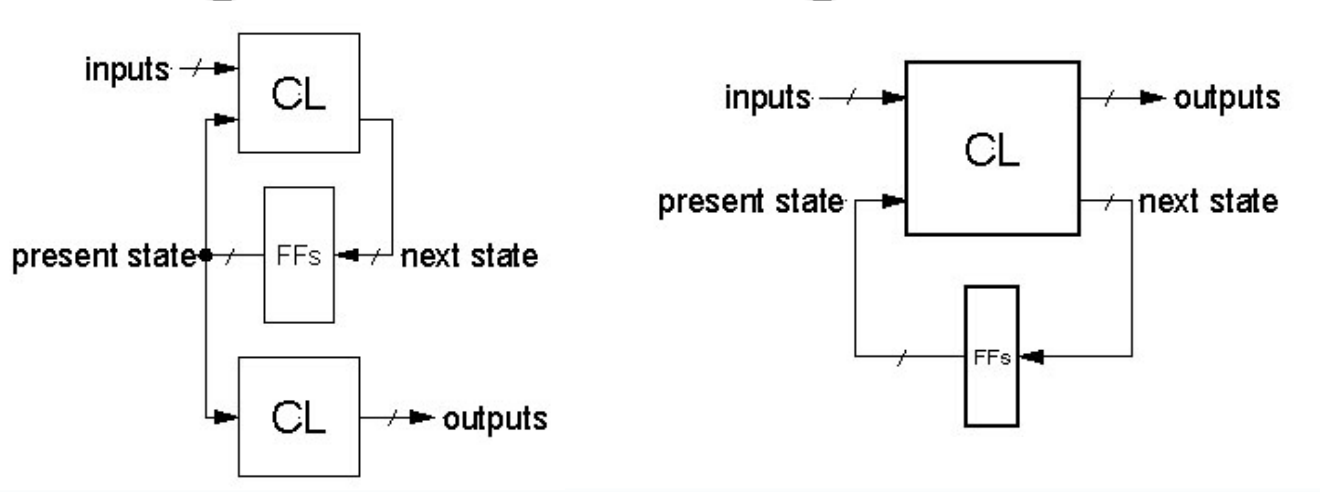 inputs
CL
present state
FFs
next state
CL
outputs
inputs
CL
outputs
present state
next state
FFs